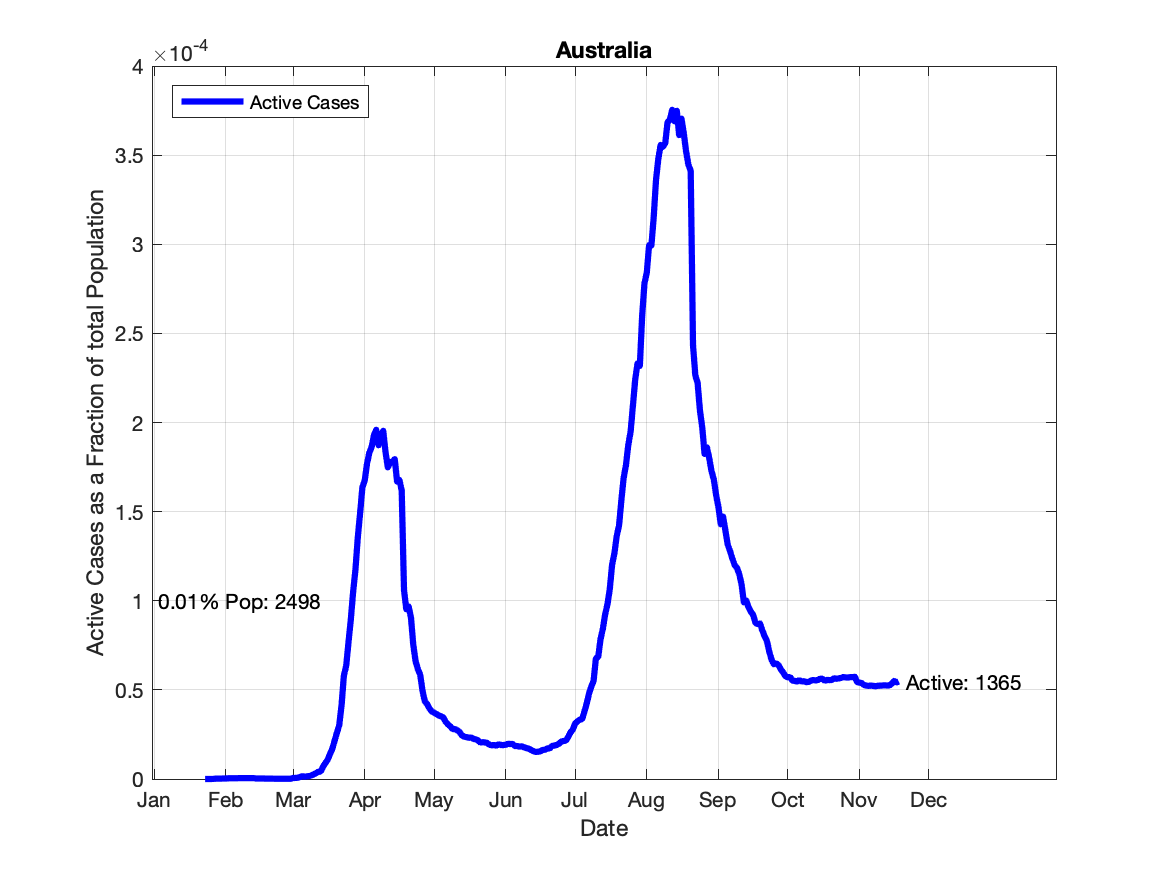 Australia
×10-4
Active Cases
4
3.5
3
2.5
2
1.5
1
0.5
0
Active Cases as a Fraction of total Population
0.01% Pop: 2498
Active: 1365
Jan Feb Mar Apr May Jun Jul Aug Sep Oct Nov Dec
Date